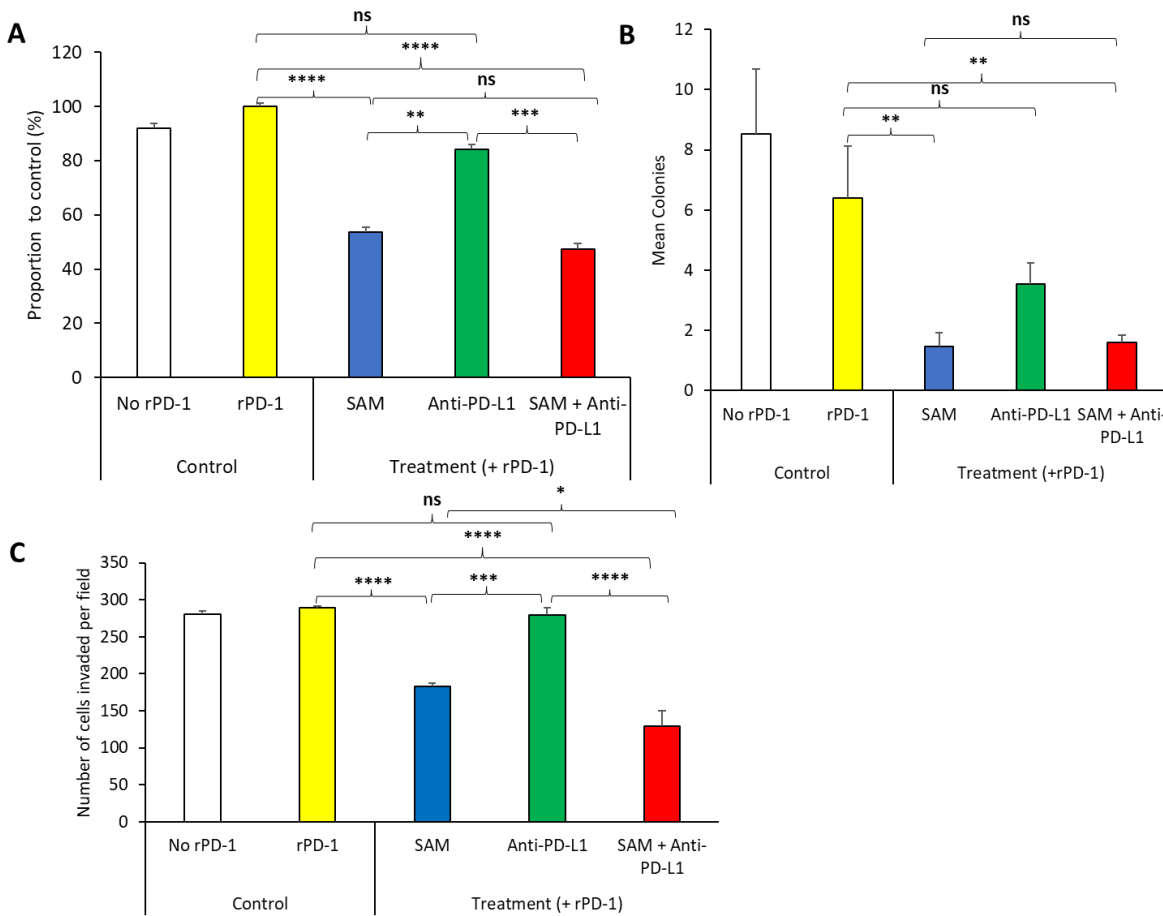 A
ns
****
****
ns
**
***
120
100
80
60
40
20
0
Proportion to control (%)
No rPD-1
rPD-1
SAM
Anti-PD-L1
SAM + Anti-
PD-L1
Control
Treatment (+ rPD-1)
B
ns
**
ns
**
12
10
8
6
4
2
0
Mean Colonies
No rPD-1
rPD-1
SAM
Anti-PD-L1
SAM + Anti-
PD-L1
Control
Treatment (+rPD-1)
C
*
ns
****
****
***
****
350
300
250
200
150
100
50
0
Number of cells invaded per field
No rPD-1
rPD-1
SAM
Anti-PD-L1
SAM + Anti-
PD-L1
Control
Treatment (+ rPD-1)